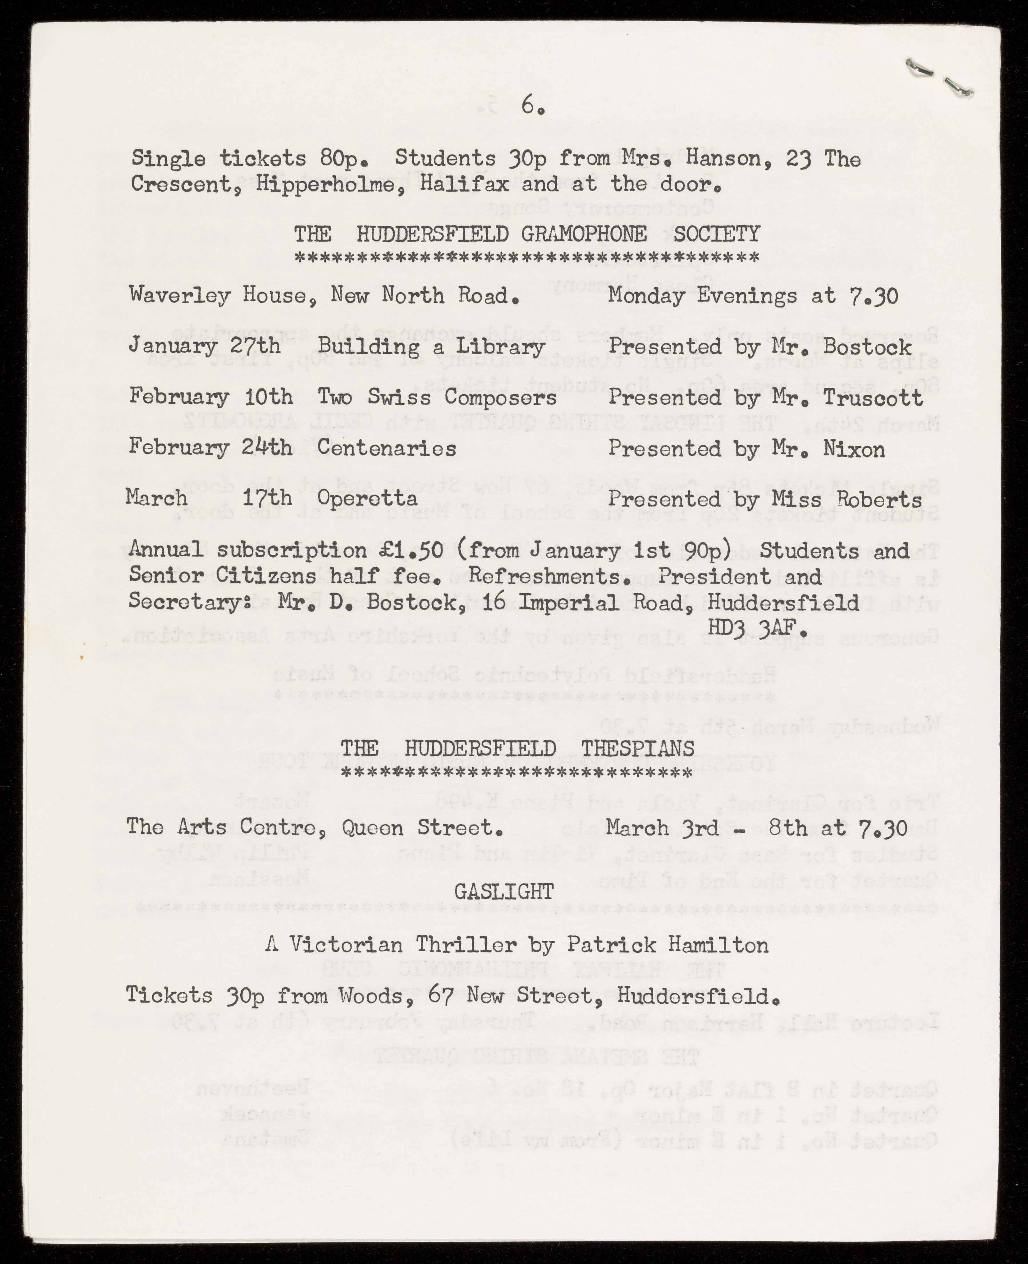 6.
Single tickets 80p. Students 30p from Mrs. Hanson, 23 The
Crescent, Hipperholme, Halifax and at the door.
THE HUDDERSFIELD GRAMOPHONE SOCIETY
*************************************
Waverley House, New North Road. Monday Evenings at 7.30
January 27th Building a Library Presented by Mr. Bostock
February 10th Two Swiss Composers Presented by Mr. Truscott
February 24th Centenaries Presented by Mr. Nixon
March 17th Operetta Presented by Miss Roberts
Annual subscription £1.50 (from January 1st 90p) Students and
Senior Citizens half fee. Refreshments. President and
Secretary: Mr. D. Bostock, 16 Imperial Road, Huddersfield
HD3 3AF.
THE HUDDERSFIELD THESPIANS
****************************
The Arts Centre, Queen Street. March 3rd - 8th at 7.30
GASLIGHT
A Victorian Thriller by Patrick Hamilton
Tickets 30p from Woods, 67 New Street, Huddersfield.